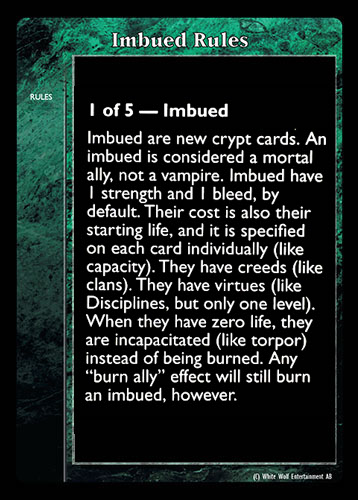 Imbued Rules
RULES
1 of 5 — Imbued
Imbued are new crypt cards. An
imbued is considered a mortal
ally, not a vampire. Imbued have
1 strength and 1 bleed, by
default. Their cost is also their
starting life, and it is specified
on each card individually (like
capacity). They have creeds (like
clans). They have virtues (like
Disciplines, but only one level).
When they have zero life, they
are incapacitated (like torpor)
instead of being burned. Any
“burn ally” effect will still burn
an imbued, however.
(C) White Wolf Entertainment AB